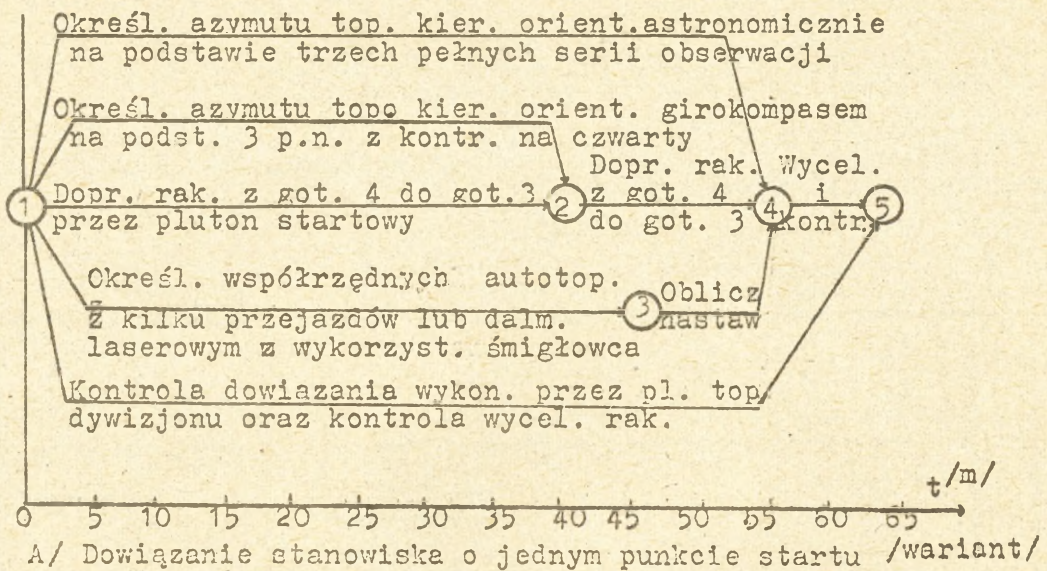 Określ. azymutu top. kier. orient.astronomicznie
na podstawie trzech pełnych serii obserwacji
Określ. azymutu topo kier. orient. girokompasem
na podst. 3 p.n. z kontr. na czwarty
Dopr. rak. z got. 4 do got.3
przez pluton startowy
Dopr. rak.
z got. 4
do got. 3
Wycel.
i
kontr.
1
2
4
5
Określ. współrzędnych autotop.
z kilku przejazdów lub dalm.
laserowym z wykorzyst. śmigłowca
3
Oblicz
nastaw
Kontrola dowiazania wykon. przez pl. top
dywizjonu oraz kontrola wycel. rak.
t/m/
0 5 10 15 20 25 30 35 40 45 50 55 60 65
A/ Dowiązanie stanowiska o jednym punkcie startu /wariant/